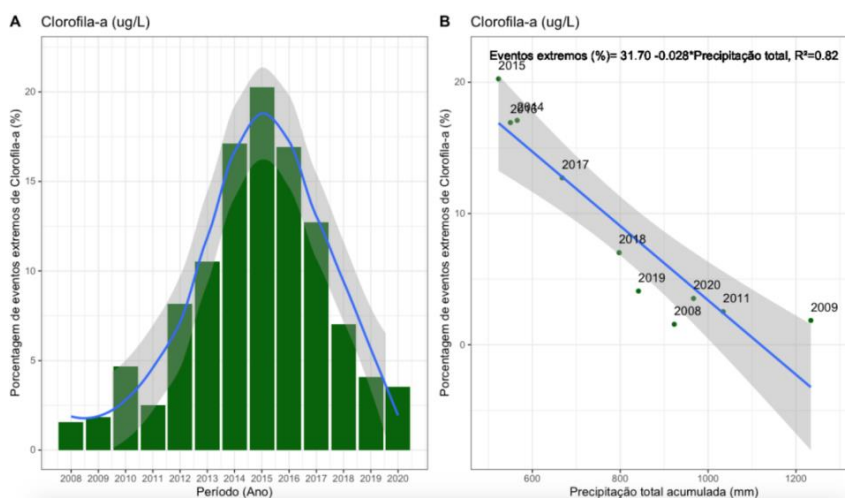 A Clorofila-a (ug/L)
Porcentagem de eventos extremos de Clorofila-a (%)
20
15
10
5
0
2008 2009 2010 2011 2012 2013 2014 2015 2016 2017 2018 2019 2020
Período (Ano)
B Clorofila-a (ug/L)
Eventos extremos (%)= 31.70 -0.028*Precipitação total, R²=0.82
Porcentagem de eventos extremos de Clorofila-a (%)
20
10
0
2015
2016
2014
2017
2018
2019
2020
2008
2011
2009
600 800 1000 1200
Precipitação total acumulada (mm)